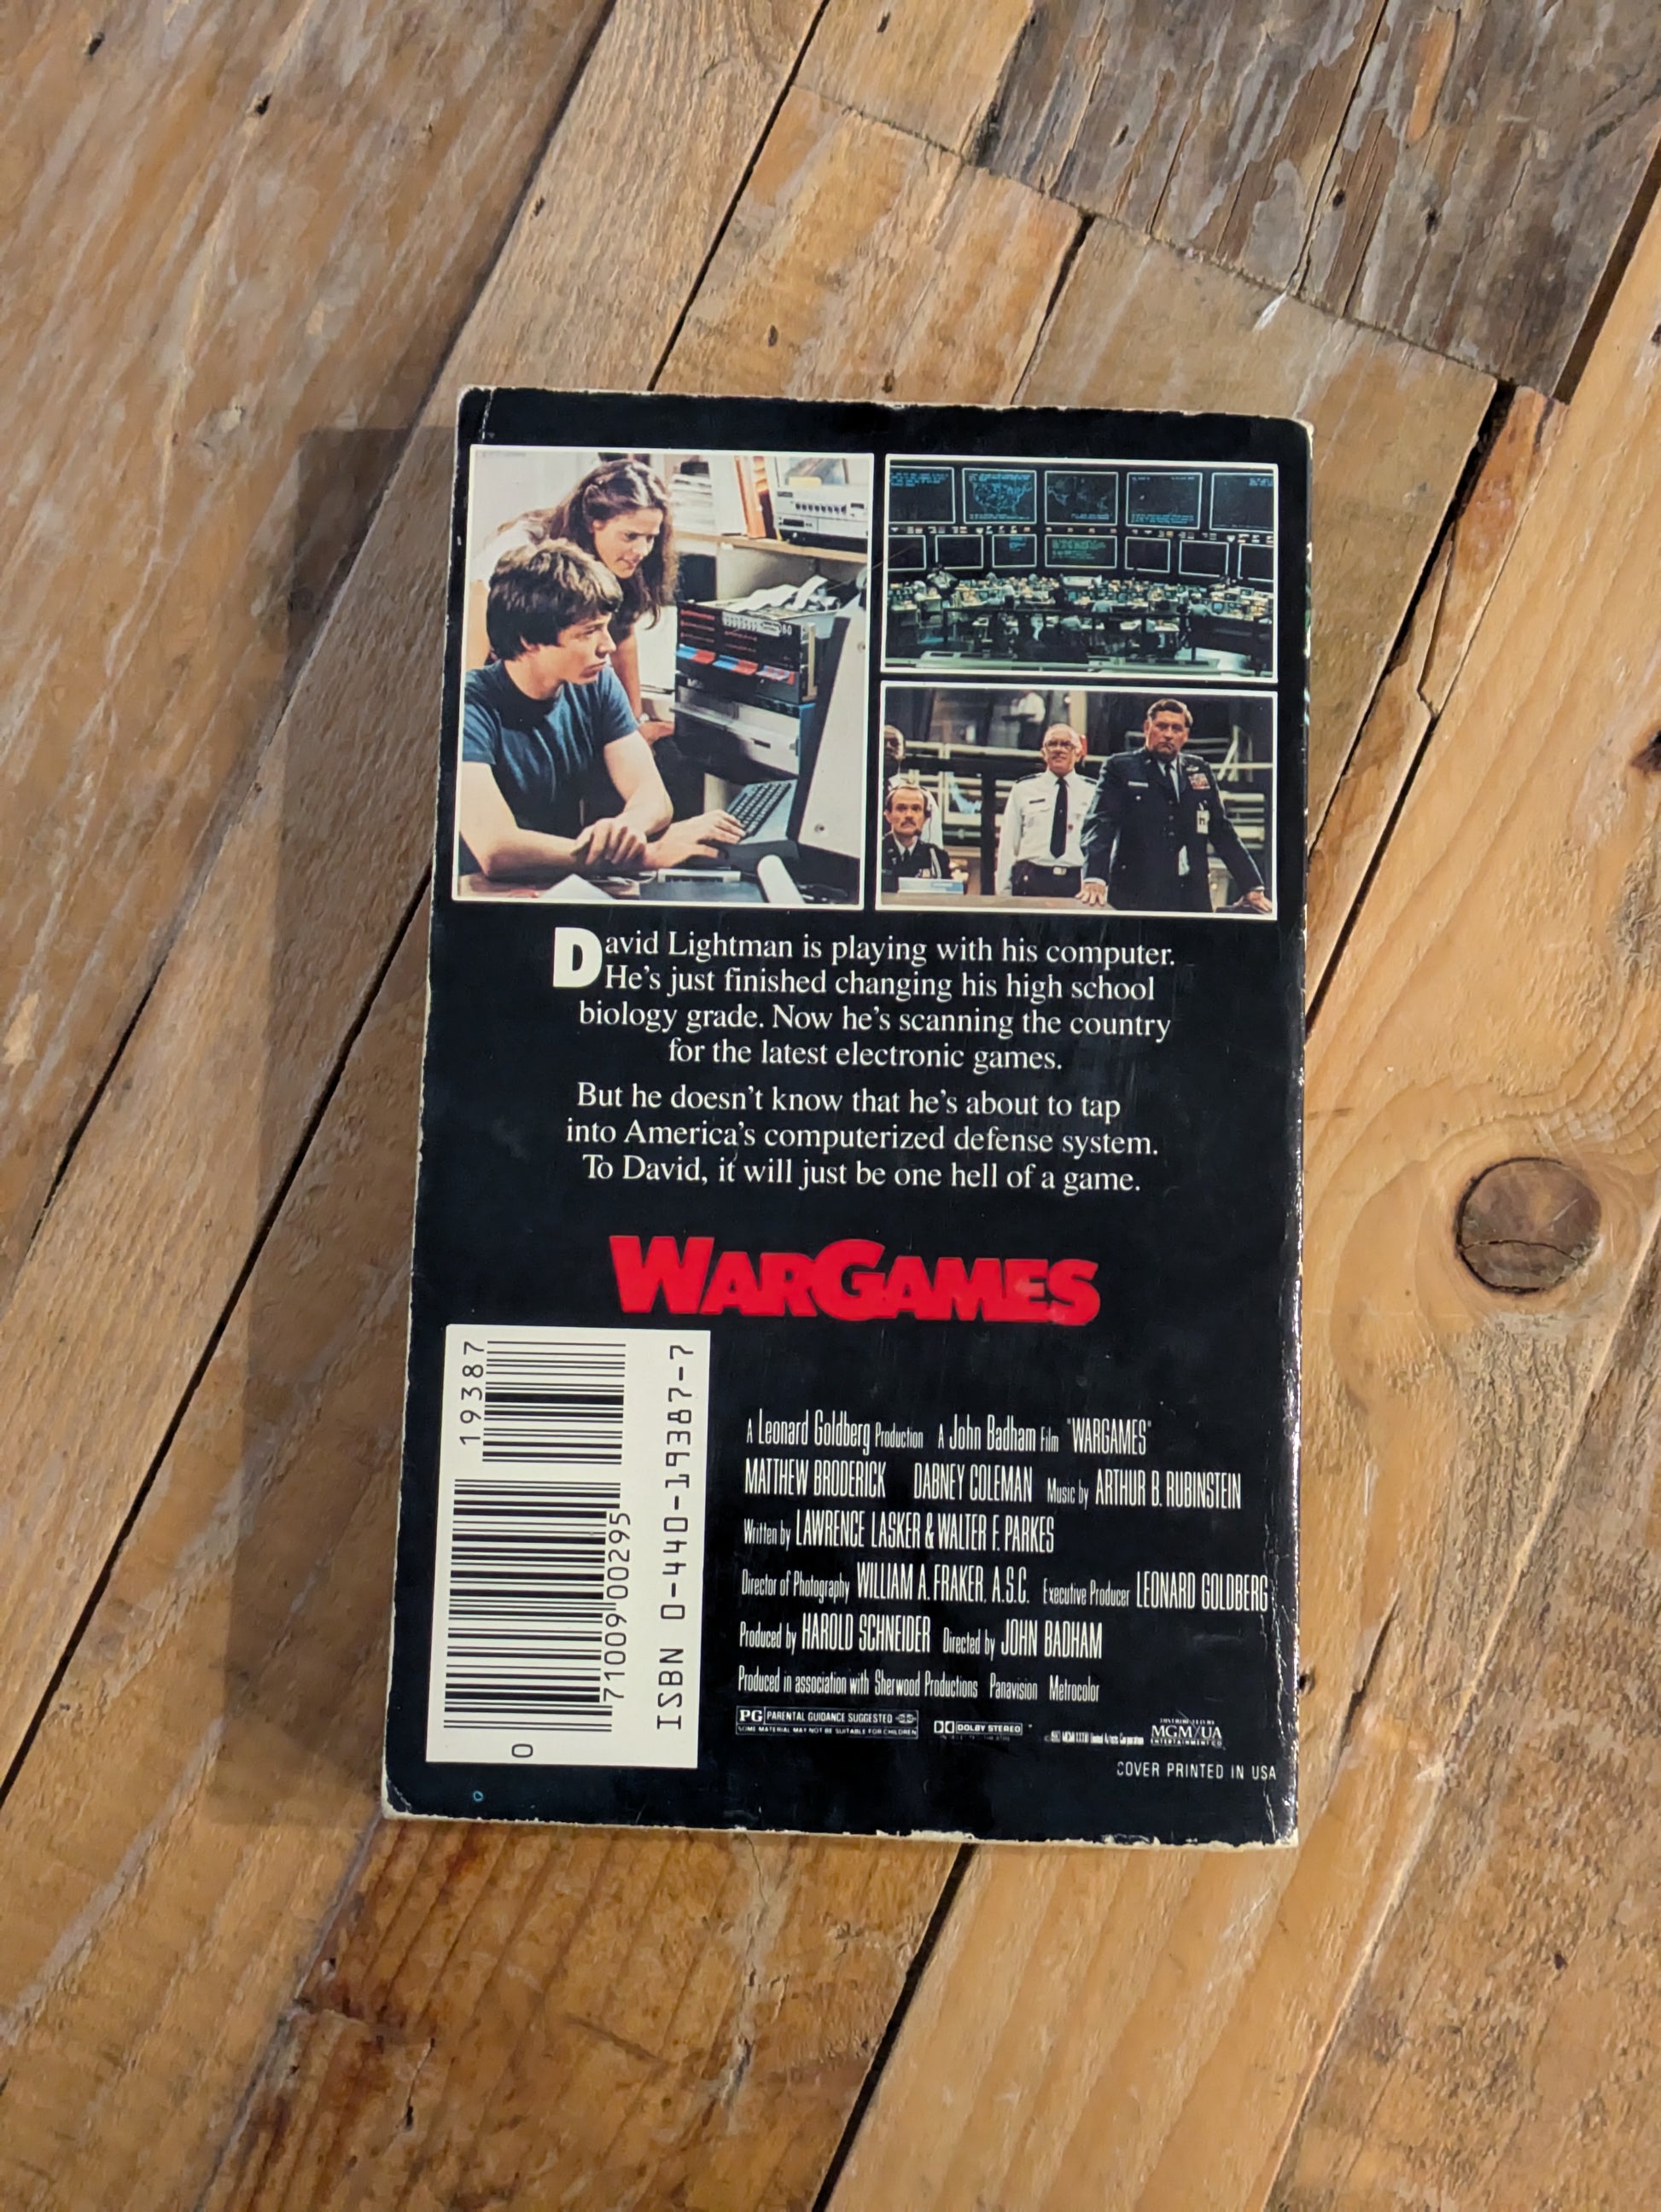 David Lightman is playing with his computer.
He's just finished changing his high school
biology grade. Now he's scanning the country
for the latest electronic games.
But he doesn't know that he's about to tap
into America's computerized defense system.
To David, it will just be one hell of a game.
WARGAMES
19387
71009 00295
0
ISBN 0-440-19387-7
A Leonard Goldberg Production A John Badham Film "WARGAMES"
MATTHEW BRODERICK DABNEY COLEMAN Music by ARTHUR B. RUBINSTEIN
Written by LAWRENCE LASKER & WALTER F. PARKES
Director of Photography WILLIAM A. FRAKER, A.S.C. Executive Producer LEONARD GOLDBERG
Produced by HAROLD SCHNEIDER Directed by JOHN BADHAM
Produced in association with Sherwood Productions Panavision Metrocolor
PG PARENTAL GUIDANCE SUGGESTED
SOME MATERIAL MAY NOT BE SUITABLE FOR CHILDREN
DOLBY STEREO
DISTRIBUTED BY
MGM/UA
ENTERTAINMENT CO.
COVER PRINTED IN USA